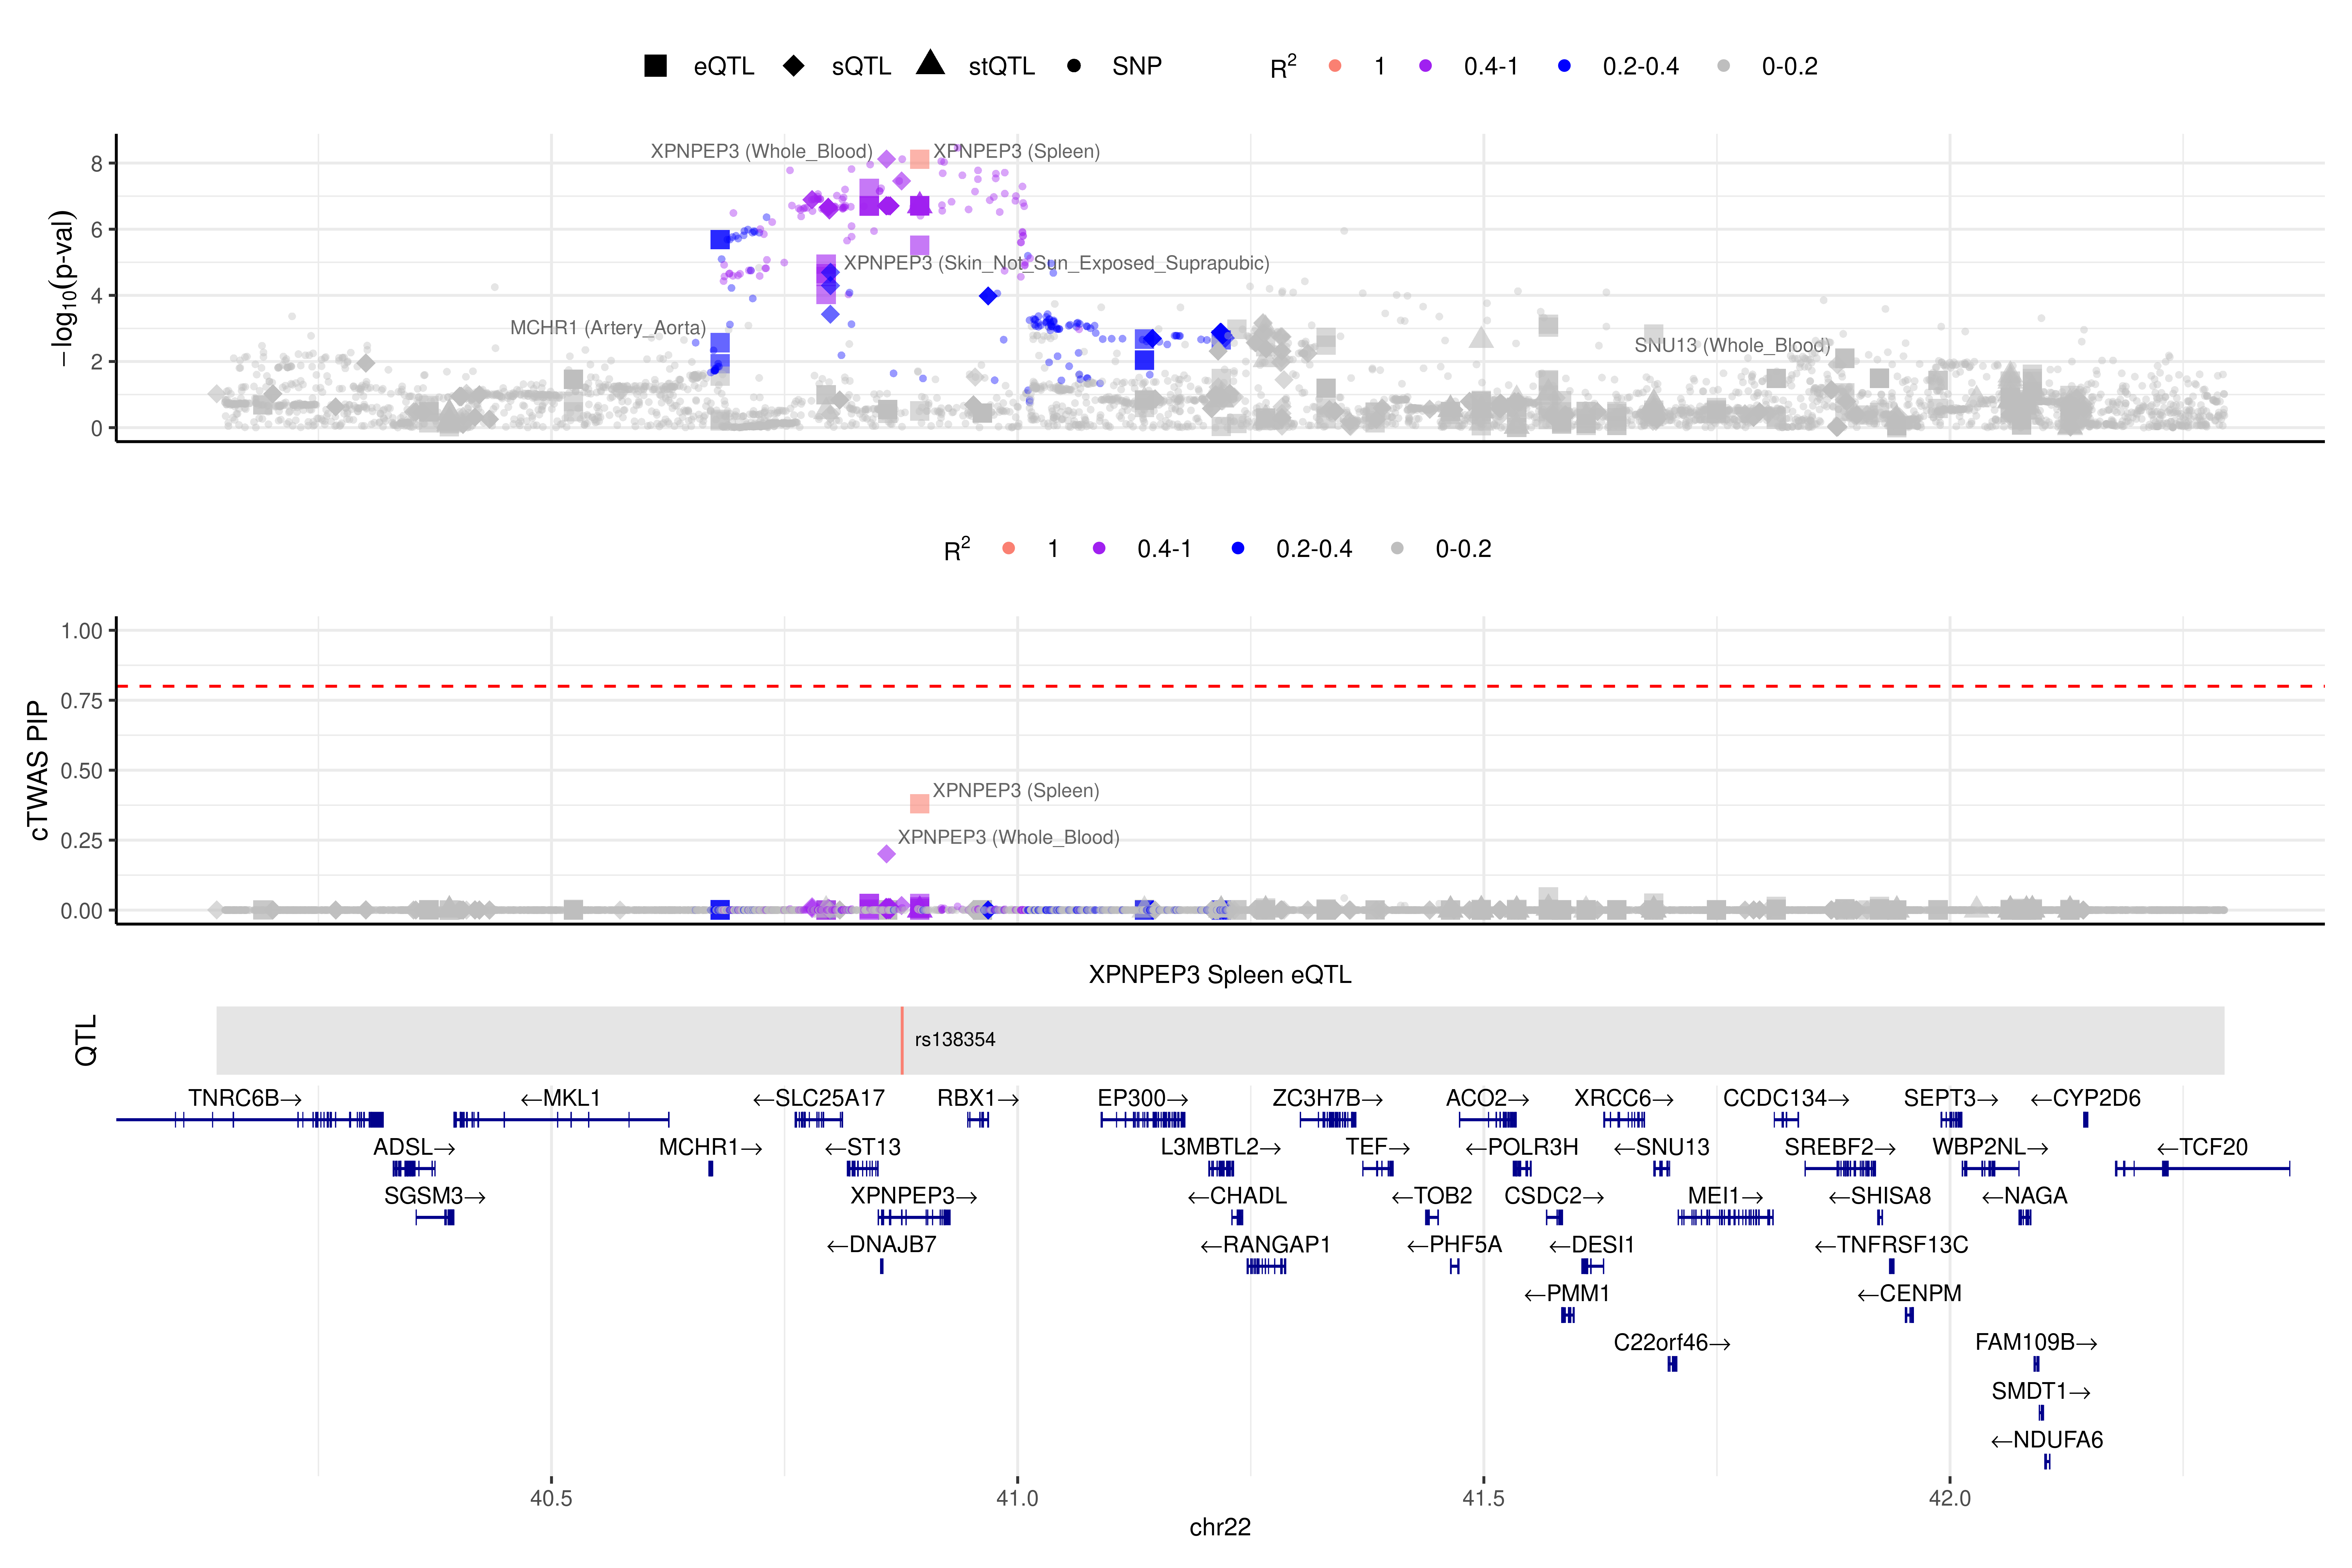 eQTL sQTL stQTL SNP R² 1 0.4-1 0.2-0.4 0-0.2
XPNPEP3 (Whole_Blood) XPNPEP3 (Spleen)
XPNPEP3 (Skin_Not_Sun_Exposed_Suprapubic)
MCHR1 (Artery_Aorta)
SNU13 (Whole_Blood)
8
6
4
2
0
−log10(p-val)
R² 1 0.4-1 0.2-0.4 0-0.2
1.00
0.75
0.50
0.25
0.00
cTWAS PIP
XPNPEP3 (Spleen)
XPNPEP3 (Whole_Blood)
XPNPEP3 Spleen eQTL
QTL
rs138354
TNRC6B→ ←MKL1 ←SLC25A17 RBX1→ EP300→ ZC3H7B→ ACO2→ XRCC6→ CCDC134→ SEPT3→ ←CYP2D6
ADSL→ MCHR1→ ←ST13 L3MBTL2→ TEF→ ←POLR3H ←SNU13 SREBF2→ WBP2NL→ ←TCF20
SGSM3→ XPNPEP3→ ←CHADL ←TOB2 CSDC2→ MEI1→ ←SHISA8 ←NAGA
←DNAJB7 ←RANGAP1 ←PHF5A ←DESI1 ←TNFRSF13C
←PMM1 ←CENPM
C22orf46→ FAM109B→
SMDT1→
←NDUFA6
40.5 41.0 41.5 42.0
chr22